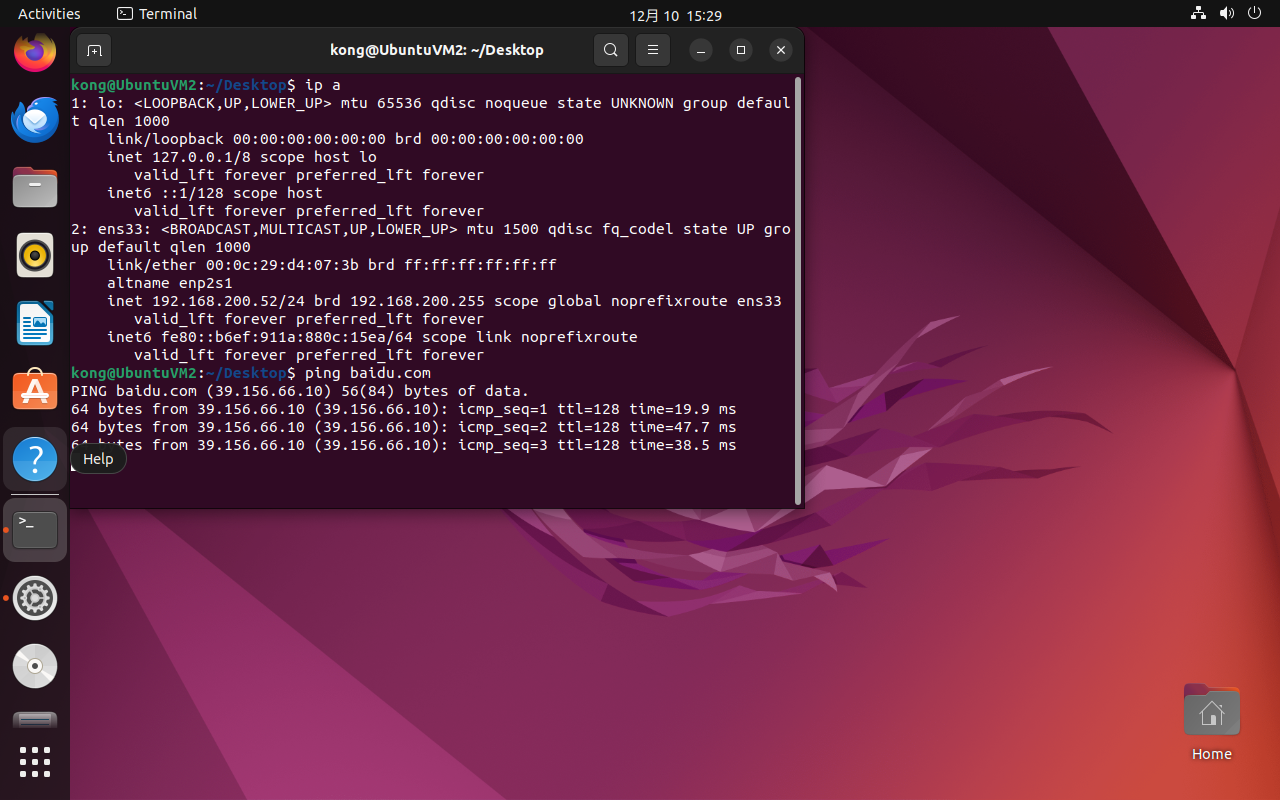 Activities
Terminal
12月 10 15:29
kong@UbuntuVM2: ~/Desktop
kong@UbuntuVM2:~/Desktop$ ip a
1: lo: <LOOPBACK,UP,LOWER_UP> mtu 65536 qdisc noqueue state UNKNOWN group defaul
t qlen 1000
link/loopback 00:00:00:00:00:00 brd 00:00:00:00:00:00
inet 127.0.0.1/8 scope host lo
valid_lft forever preferred_lft forever
inet6 ::1/128 scope host
valid_lft forever preferred_lft forever
2: ens33: <BROADCAST,MULTICAST,UP,LOWER_UP> mtu 1500 qdisc fq_codel state UP gro
up default qlen 1000
link/ether 00:0c:29:d4:07:3b brd ff:ff:ff:ff:ff:ff
altname enp2s1
inet 192.168.200.52/24 brd 192.168.200.255 scope global noprefixroute ens33
valid_lft forever preferred_lft forever
inet6 fe80::b6ef:911a:880c:15ea/64 scope link noprefixroute
valid_lft forever preferred_lft forever
kong@UbuntuVM2:~/Desktop$ ping baidu.com
PING baidu.com (39.156.66.10) 56(84) bytes of data.
64 bytes from 39.156.66.10 (39.156.66.10): icmp_seq=1 ttl=128 time=19.9 ms
64 bytes from 39.156.66.10 (39.156.66.10): icmp_seq=2 ttl=128 time=47.7 ms
64 bytes from 39.156.66.10 (39.156.66.10): icmp_seq=3 ttl=128 time=38.5 ms
Help
Home